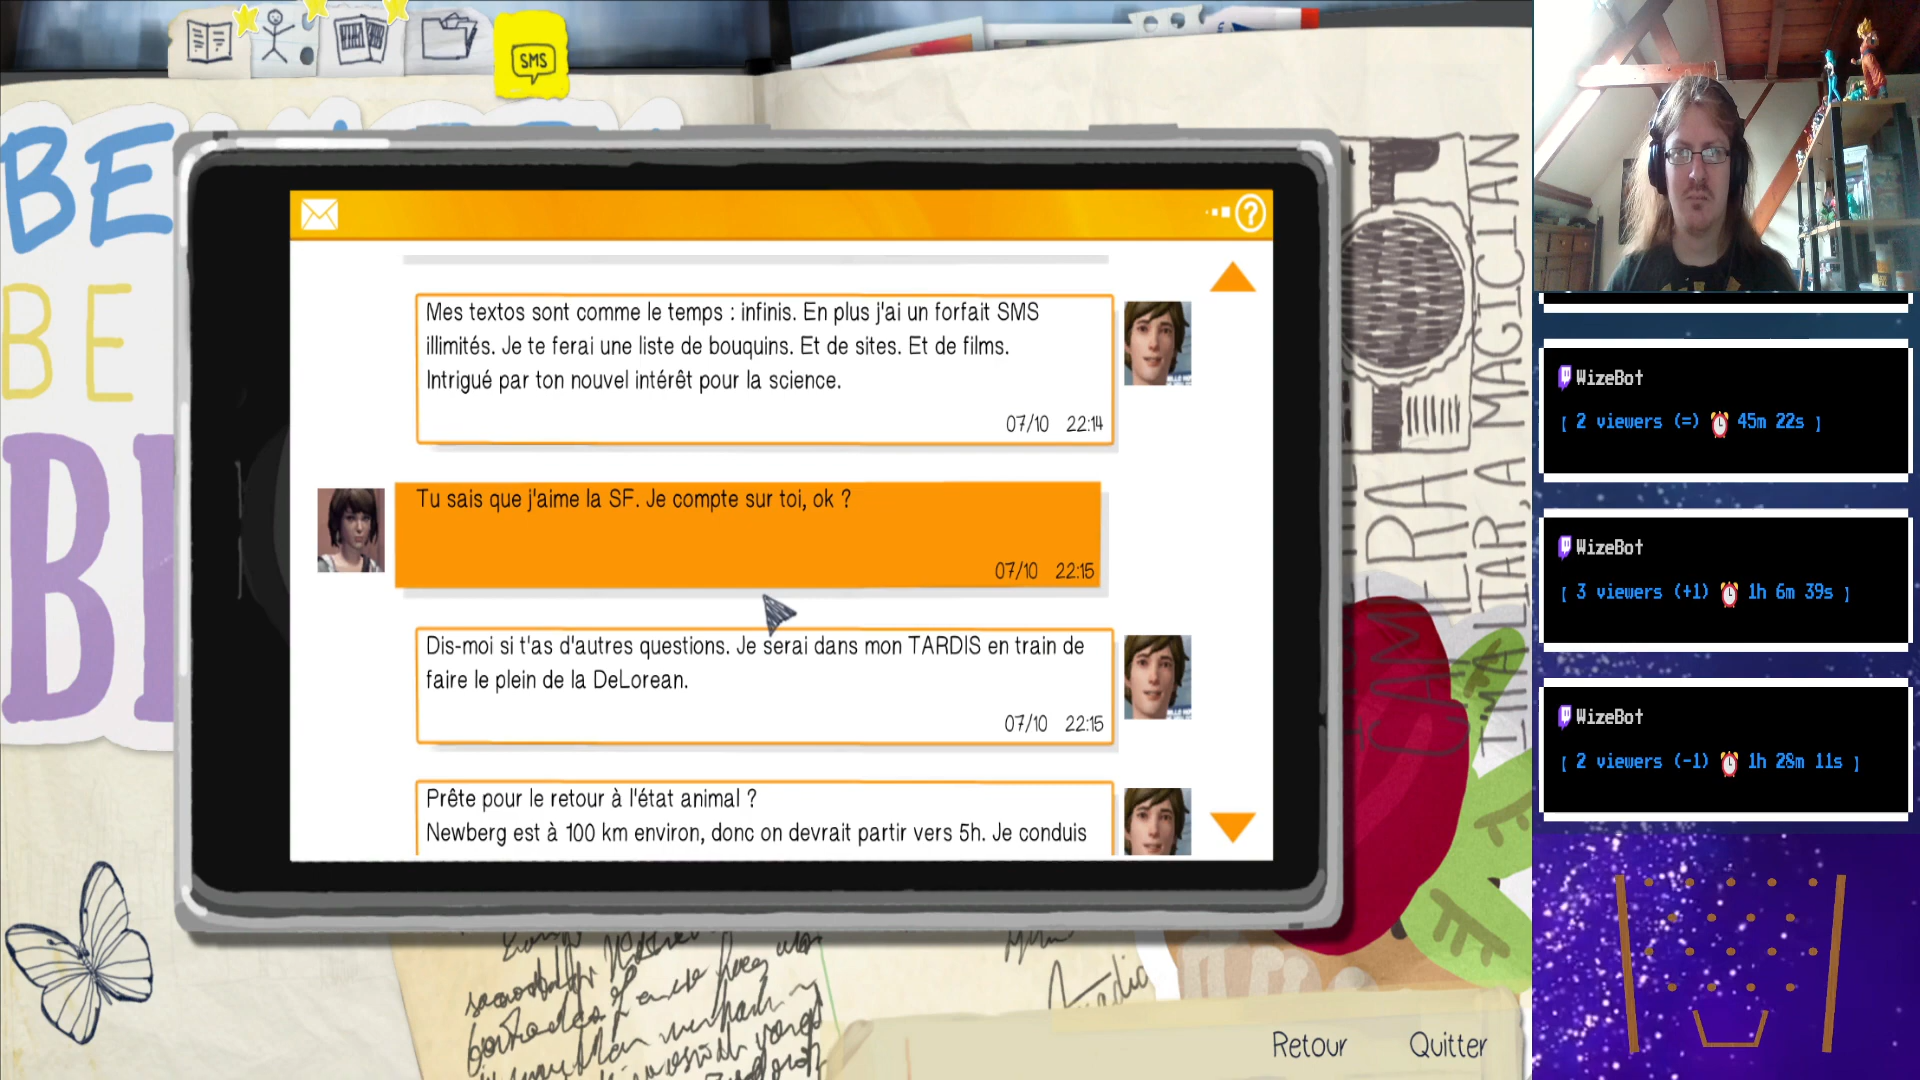 SMS
BE
BE
Mes textos sont comme le temps : infinis. En plus j'ai un forfait SMS
illimités. Je te ferai une liste de bouquins. Et de sites. Et de films.
Intrigué par ton nouvel intérêt pour la science.
07/10 22:14
Tu sais que j'aime la SF. Je compte sur toi, ok ?
07/10 22:15
Dis-moi si t'as d'autres questions. Je serai dans mon TARDIS en train de
faire le plein de la DeLorean.
07/10 22:15
Prête pour le retour à l'état animal ?
Newberg est à 100 km environ, donc on devrait partir vers 5h. Je conduis
MAGICIAN
Retour
Quitter
WizeBot
[ 2 viewers (=) ⏰ 45m 22s ]
WizeBot
[ 3 viewers (+1) ⏰ 1h 6m 39s ]
WizeBot
[ 2 viewers (-1) ⏰ 1h 28m 11s ]